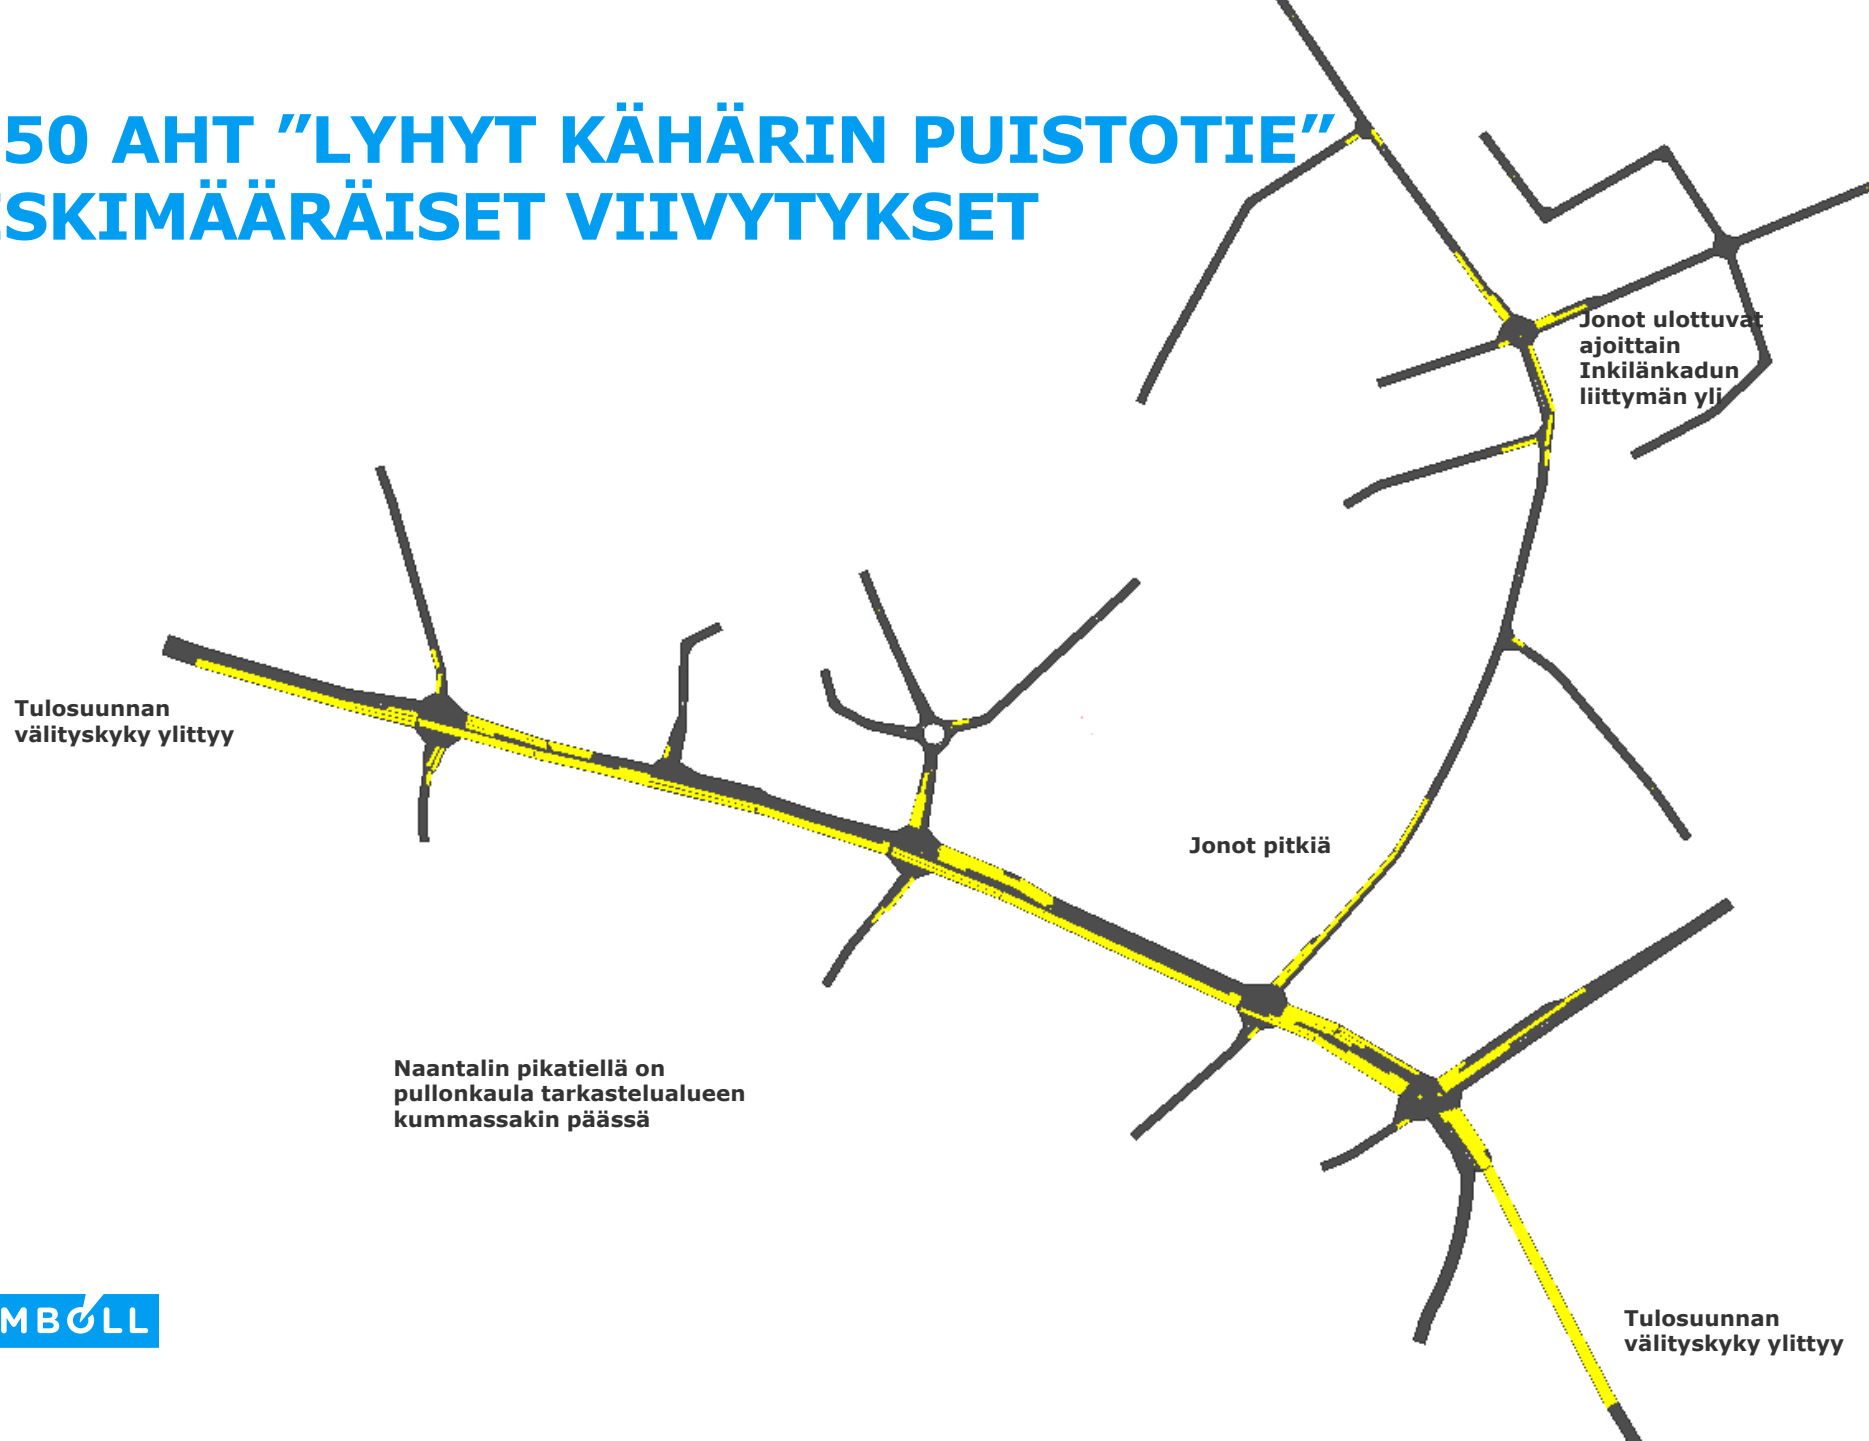 50 AHT ”LYHYT KÄHÄRIN PUISTOTIE”
ESKIMÄÄRÄISET VIIVYTYKSET
Jonot ulottuvat
ajoittain
Inkilänkadun
liittymän yli
Tulosuunnan
välityskyky ylittyy
Jonot pitkiä
Naantalin pikatiellä on
pullonkaula tarkastelualueen
kummassakin päässä
Tulosuunnan
välityskyky ylittyy
MBOLL